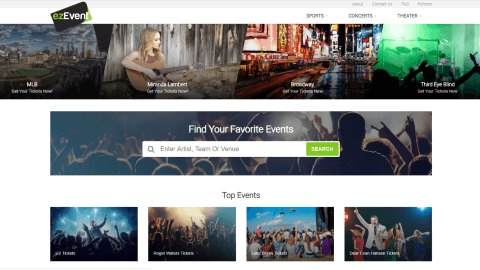 About Contact Us FAQ Policies
ezEvent
SPORTS CONCERTS THEATER
MLB
Get Your Tickets Now!
Miranda Lambert
Get Your Tickets Now!
Broadway
Get Your Tickets Now!
Third Eye Blind
Get Your Tickets Now!
Find Your Favorite Events
Enter Artist, Team Or Venue
SEARCH
Top Events
U2 Tickets
Roger Waters Tickets
Luke Bryan Tickets
Dear Evan Hansen Tickets